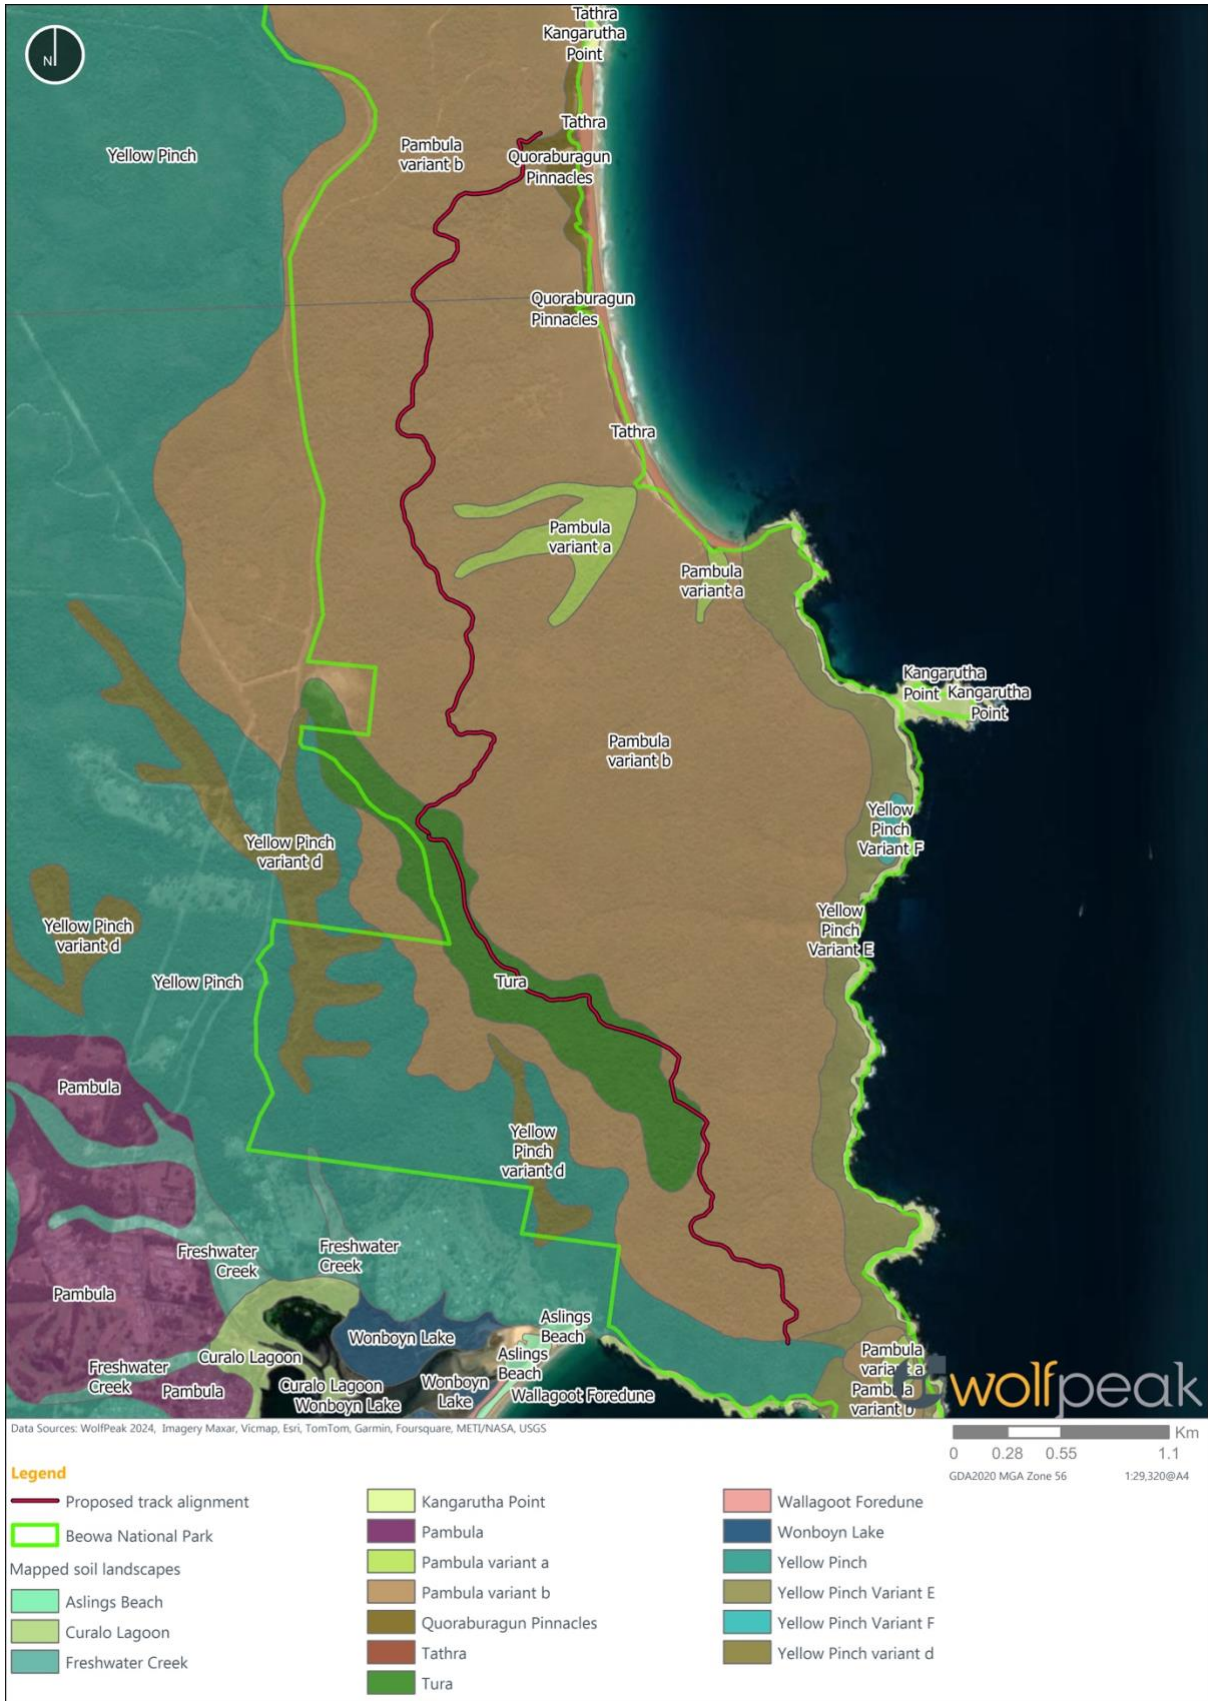 N
Tathra
Kangarutha
Point
Tathra
Yellow Pinch
Pambula
variant b
Quoraburagun
Pinnacles
Quoraburagun
Pinnacles
Tathra
Pambula
variant a
Pambula
variant a
Kangarutha
Point
Kangarutha
Point
Pambula
variant b
Yellow
Pinch
Variant F
Yellow Pinch
variant d
Yellow Pinch
variant d
Yellow
Pinch
Variant E
Yellow Pinch
Tura
Pambula
Yellow
Pinch
variant d
Freshwater
Creek
Freshwater
Creek
Pambula
Aslings
Beach
Wonboyn Lake
Curalo Lagoon
Aslings
Beach
Freshwater
Creek
Pambula
Curalo Lagoon
Wonboyn Lake
Wonboyn
Lake
Wallagoot Foredune
Pambula
variant a
Pambula
variant b
wolfpeak
Data Sources: WolfPeak 2024, Imagery Maxar, Vicmap, Esri, TomTom, Garmin, Foursquare, METI/NASA, USGS
Km
0 0.28 0.55 1.1
GDA2020 MGA Zone 56 1:29,320@A4
Legend
Proposed track alignment
Beowa National Park
Mapped soil landscapes
Aslings Beach
Curalo Lagoon
Freshwater Creek
Kangarutha Point
Pambula
Pambula variant a
Pambula variant b
Quoraburagun Pinnacles
Tathra
Tura
Wallagoot Foredune
Wonboyn Lake
Yellow Pinch
Yellow Pinch Variant E
Yellow Pinch Variant F
Yellow Pinch variant d